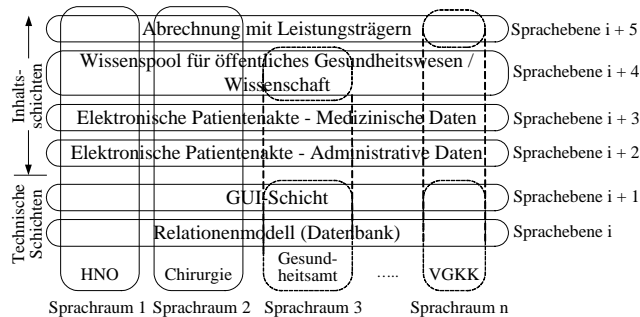 Abrechnung mit Leistungsträgern
Sprachebene i + 5
Wissenspool für öffentliches Gesundheitswesen /
Wissenschaft
Sprachebene i + 4
Inhalts-
schichten
Elektronische Patientenakte - Medizinische Daten
Sprachebene i + 3
Elektronische Patientenakte - Administrative Daten
Sprachebene i + 2
Technische
Schichten
GUI-Schicht
Sprachebene i + 1
Relationenmodell (Datenbank)
Sprachebene i
HNO
Chirurgie
Gesund-
heitsamt
.....
VGKK
Sprachraum 1
Sprachraum 2
Sprachraum 3
Sprachraum n